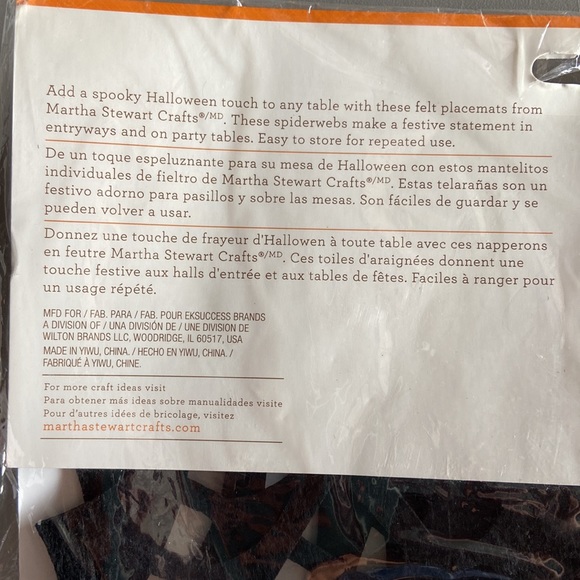 Add a spooky Halloween touch to any table with these felt placemats from
Martha Stewart Crafts®/MD. These spiderwebs make a festive statement in
entryways and on party tables. Easy to store for repeated use.
De un toque espeluznante para su mesa de Halloween con estos mantelitos
individuales de fieltro de Martha Stewart Crafts®/MD. Estas telarañas son un
festivo adorno para pasillos y sobre las mesas. Son fáciles de guardar y se
pueden volver a usar.
Donnez une touche de frayeur d'Hallowen à toute table avec ces napperons
en feutre Martha Stewart Crafts®/MD. Ces toiles d'araignées donnent une
touche festive aux halls d'entrée et aux tables de fêtes. Faciles à ranger pour
un usage répété.
MFD FOR / FAB. PARA / FAB. POUR EKSUCCESS BRANDS
A DIVISION OF / UNA DIVISIÓN DE / UNE DIVISION DE
WILTON BRANDS LLC, WOODRIDGE, IL 60517, USA
MADE IN YIWU, CHINA. / HECHO EN YIWU, CHINA. /
FABRIQUÉ À YIWU, CHINE.
For more craft ideas visit
Para obtener más ideas sobre manualidades visite
Pour d'autres idées de bricolage, visitez
marthastewartcrafts.com